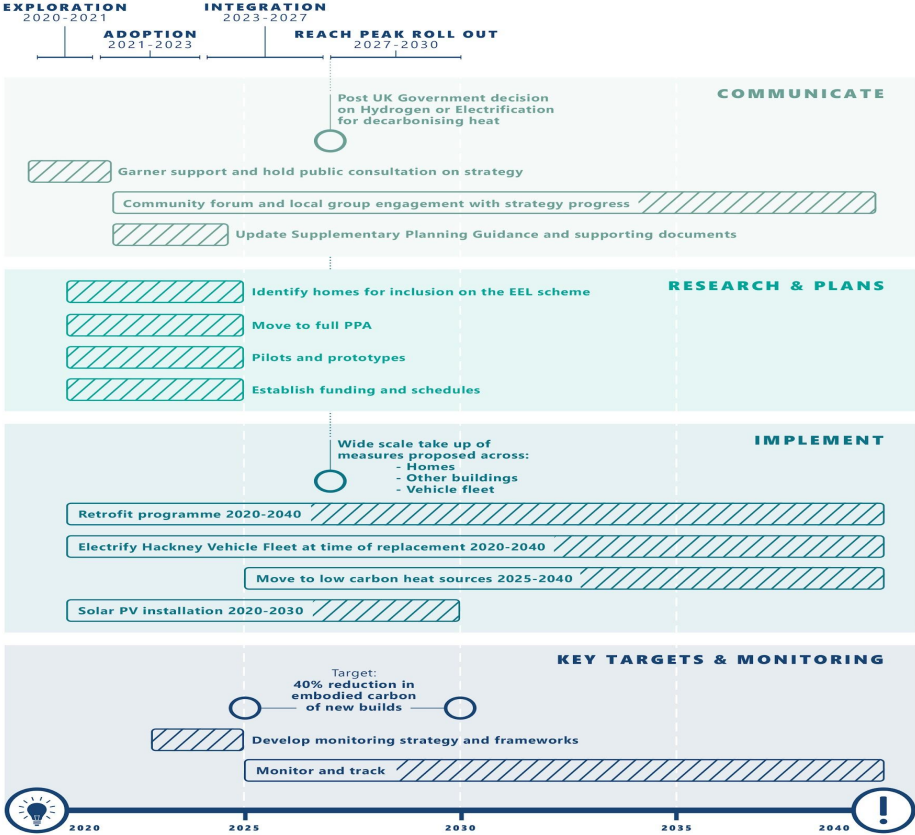 EXPLORATION
2020-2021
INTEGRATION
2023-2027
ADOPTION
2021-2023
REACH PEAK ROLL OUT
2027-2030
COMMUNICATE
Post UK Government decision
on Hydrogen or Electrification
for decarbonising heat
Garner support and hold public consultation on strategy
Community forum and local group engagement with strategy progress
Update Supplementary Planning Guidance and supporting documents
RESEARCH & PLANS
Identify homes for inclusion on the EEL scheme
Move to full PPA
Pilots and prototypes
Establish funding and schedules
IMPLEMENT
Wide scale take up of
measures proposed across:
- Homes
- Other buildings
- Vehicle fleet
Retrofit programme 2020-2040
Electrify Hackney Vehicle Fleet at time of replacement 2020-2040
Move to low carbon heat sources 2025-2040
Solar PV installation 2020-2030
KEY TARGETS & MONITORING
Target:
40% reduction in
embodied carbon
of new builds
Develop monitoring strategy and frameworks
Monitor and track
2020 2025 2030 2035 2040